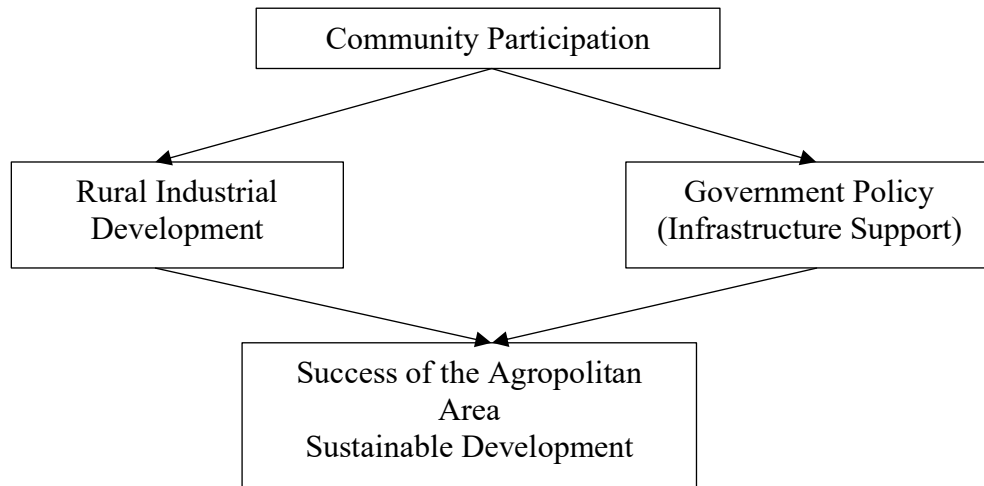 Community Participation
Rural Industrial
Development
Government Policy
(Infrastructure Support)
Success of the Agropolitan
Area
Sustainable Development